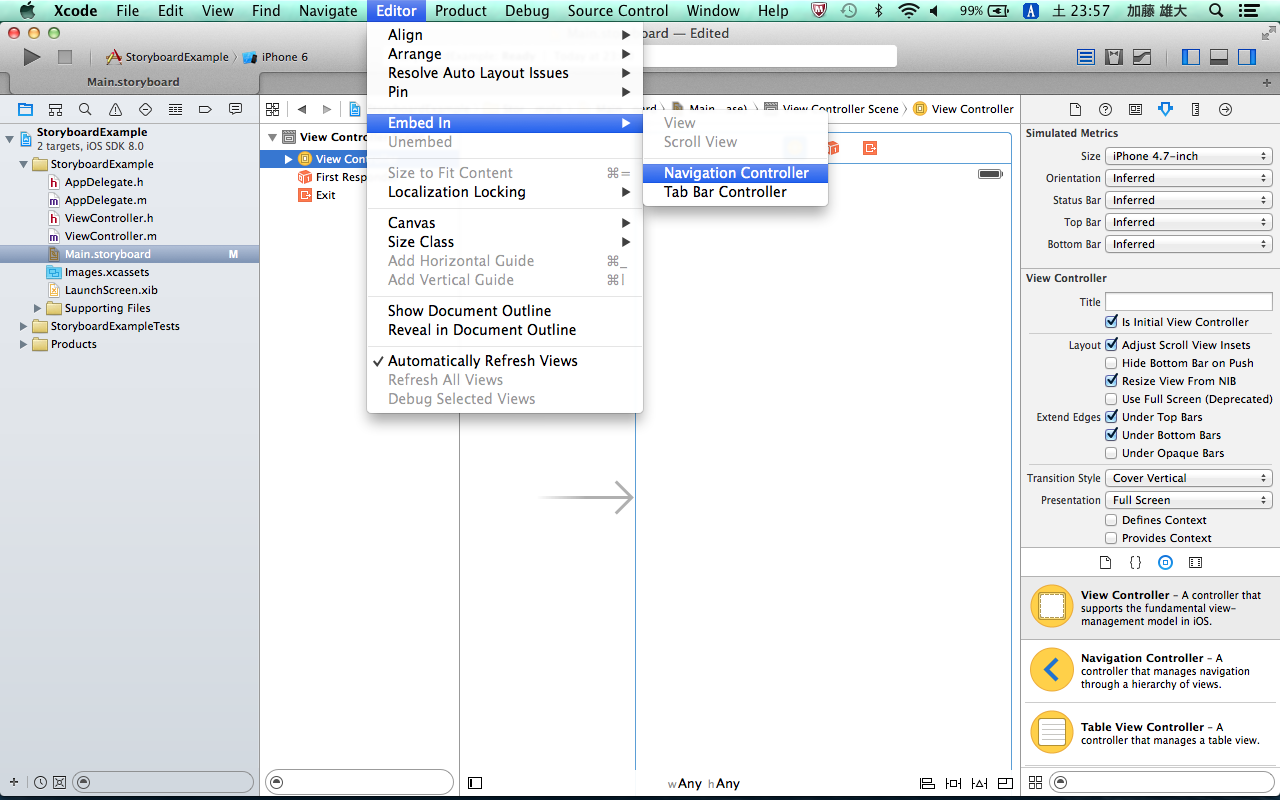 Xcode File Edit View Find Navigate Editor Product Debug Source Control Window Help 99% A 土 23:57 加藤 雄大
board — Edited
StoryboardExample iPhone 6
Main.storyboard
StoryboardExample
2 targets, iOS SDK 8.0
StoryboardExample
h AppDelegate.h
m AppDelegate.m
h ViewController.h
m ViewController.m
Main.storyboard M
Images.xcassets
LaunchScreen.xib
Supporting Files
StoryboardExampleTests
Products
View Contro
View Con
First Resp
Exit
Align
Arrange
Resolve Auto Layout Issues
Pin
Embed In
Unembed
Size to Fit Content ⌘=
Localization Locking
Canvas
Size Class
Add Horizontal Guide ⌘_
Add Vertical Guide ⌘|
Show Document Outline
Reveal in Document Outline
✓ Automatically Refresh Views
Refresh All Views
Debug Selected Views
View
Scroll View
Navigation Controller
Tab Bar Controller
Main...ase) View Controller Scene View Controller
wAny hAny
Simulated Metrics
Size iPhone 4.7-inch
Orientation Inferred
Status Bar Inferred
Top Bar Inferred
Bottom Bar Inferred
View Controller
Title
Is Initial View Controller
Layout Adjust Scroll View Insets
Hide Bottom Bar on Push
Resize View From NIB
Use Full Screen (Deprecated)
Extend Edges Under Top Bars
Under Bottom Bars
Under Opaque Bars
Transition Style Cover Vertical
Presentation Full Screen
Defines Context
Provides Context
View Controller – A controller that
supports the fundamental view-
management model in iOS.
Navigation Controller – A
controller that manages navigation
through a hierarchy of views.
Table View Controller – A
controller that manages a table view.